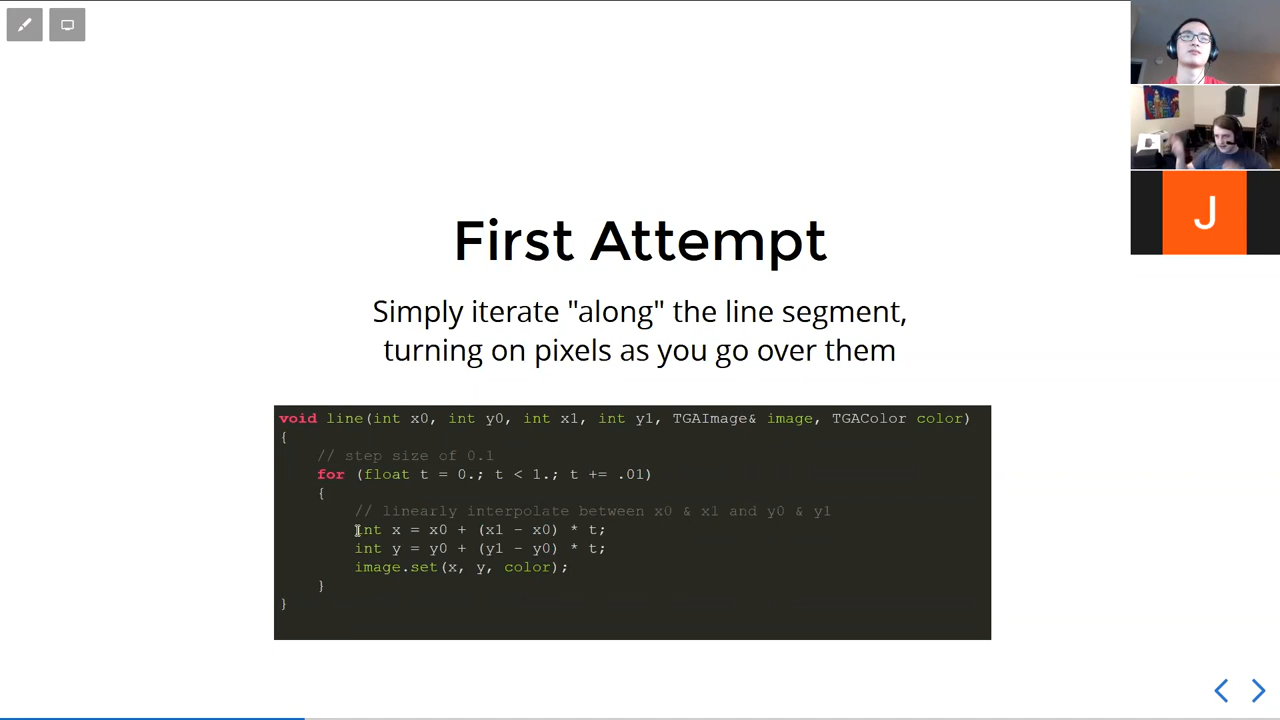 First Attempt
Simply iterate "along" the line segment,
turning on pixels as you go over them
void line(int x0, int y0, int x1, int y1, TGAImage& image, TGAColor color)
{
// step size of 0.1
for (float t = 0.; t < 1.; t += .01)
{
// linearly interpolate between x0 & x1 and y0 & y1
int x = x0 + (x1 - x0) * t;
int y = y0 + (y1 - y0) * t;
image.set(x, y, color);
}
}
J